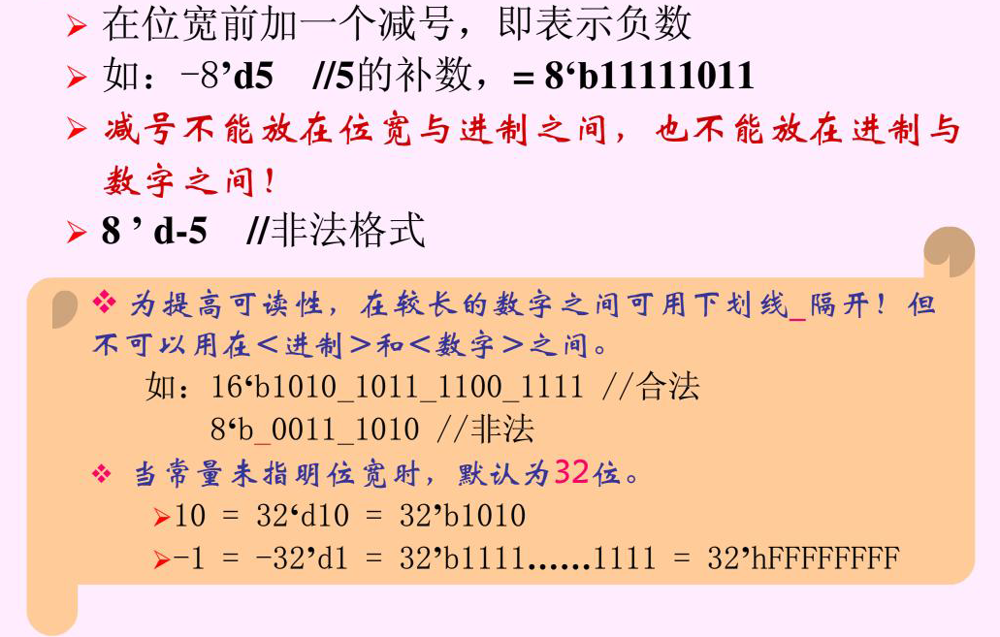 在位宽前加一个减号，即表示负数
如：-8’d5 //5的补数，= 8‘b11111011
减号不能放在位宽与进制之间，也不能放在进制与
数字之间！
8 ’ d-5 //非法格式
为提高可读性，在较长的数字之间可用下划线_隔开！但
不可以用在<进制>和<数字>之间。
如：16‘b1010_1011_1100_1111 //合法
8‘b_0011_1010 //非法
当常量未指明位宽时，默认为32位。
10 = 32‘d10 = 32’b1010
-1 = -32’d1 = 32’b1111……1111 = 32’hFFFFFFFF